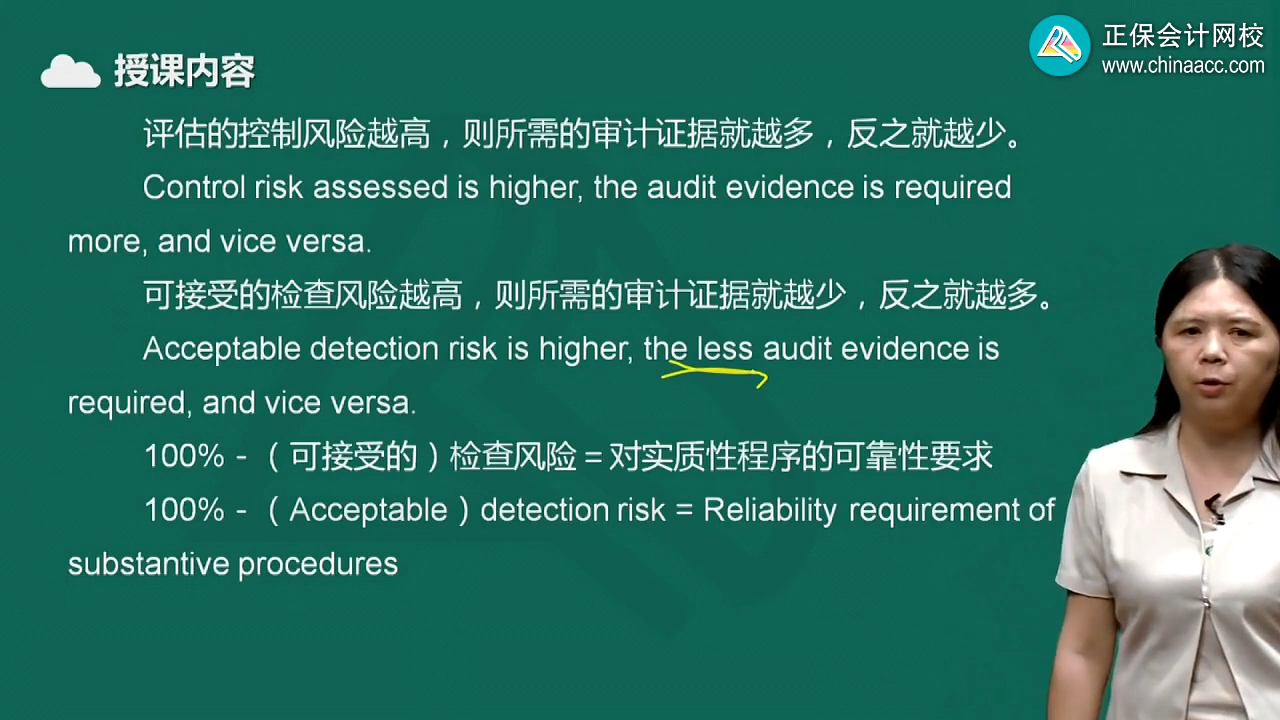 正保会计网校
www.chinaacc.com
授课内容
评估的控制风险越高，则所需的审计证据就越多，反之就越少。
Control risk assessed is higher, the audit evidence is required
more, and vice versa.
可接受的检查风险越高，则所需的审计证据就越少，反之就越多。
Acceptable detection risk is higher, the less audit evidence is
required, and vice versa.
100%－（可接受的）检查风险＝对实质性程序的可靠性要求
100%－（Acceptable）detection risk = Reliability requirement of
substantive procedures